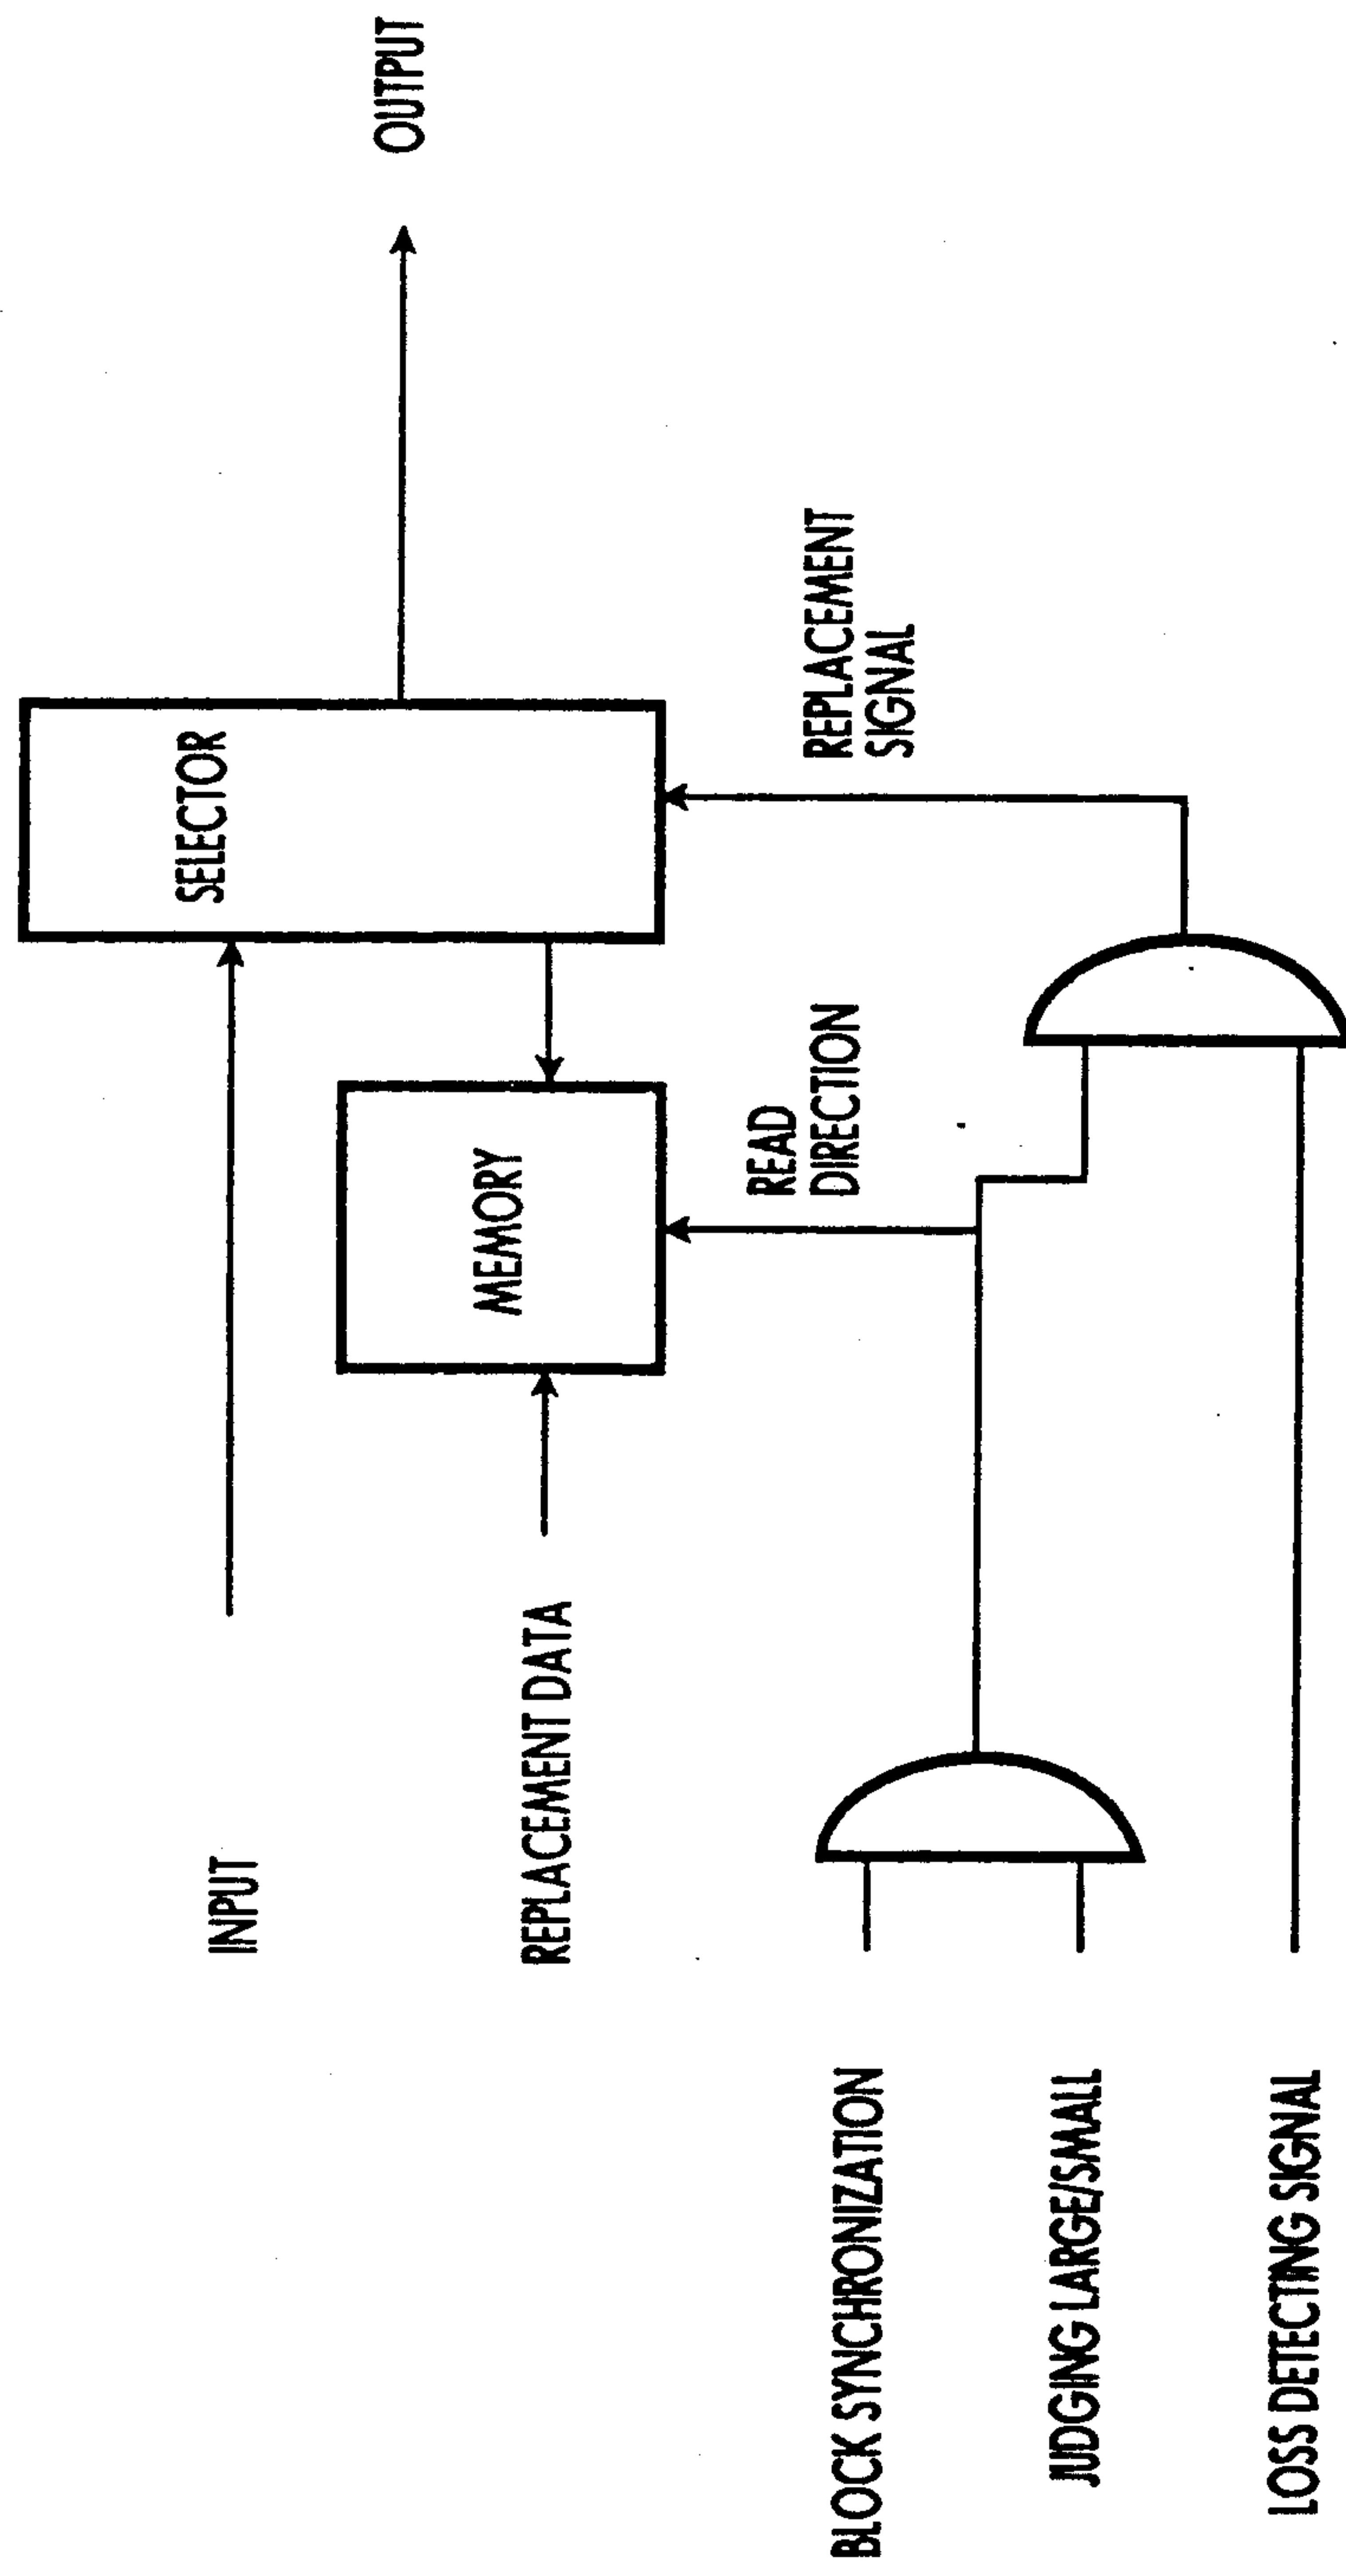 INPUT
SELECTOR
OUTPUT
REPLACEMENT DATA
MEMORY
READ
DIRECTION
REPLACEMENT
SIGNAL
BLOCK SYNCHRONIZATION
JUDGING LARGE/SMALL
LOSS DETECTING SIGNAL